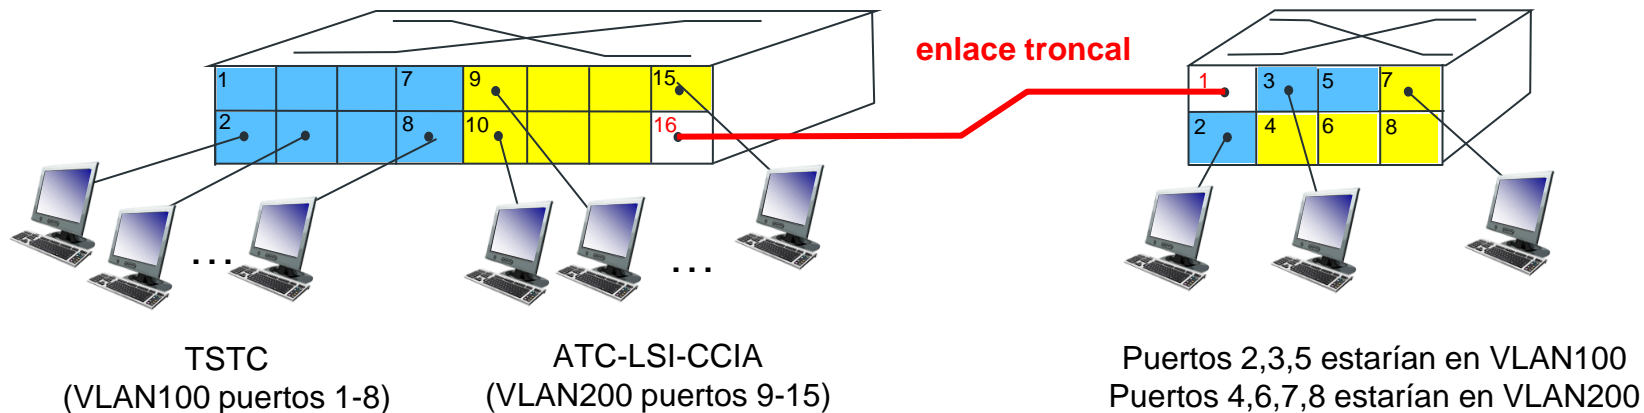 enlace troncal
1 7 9 15
2 8 10 16
1 3 5 7
2 4 6 8
... ...
TSTC
(VLAN100 puertos 1-8)
ATC-LSI-CCIA
(VLAN200 puertos 9-15)
Puertos 2,3,5 estarían en VLAN100
Puertos 4,6,7,8 estarían en VLAN200